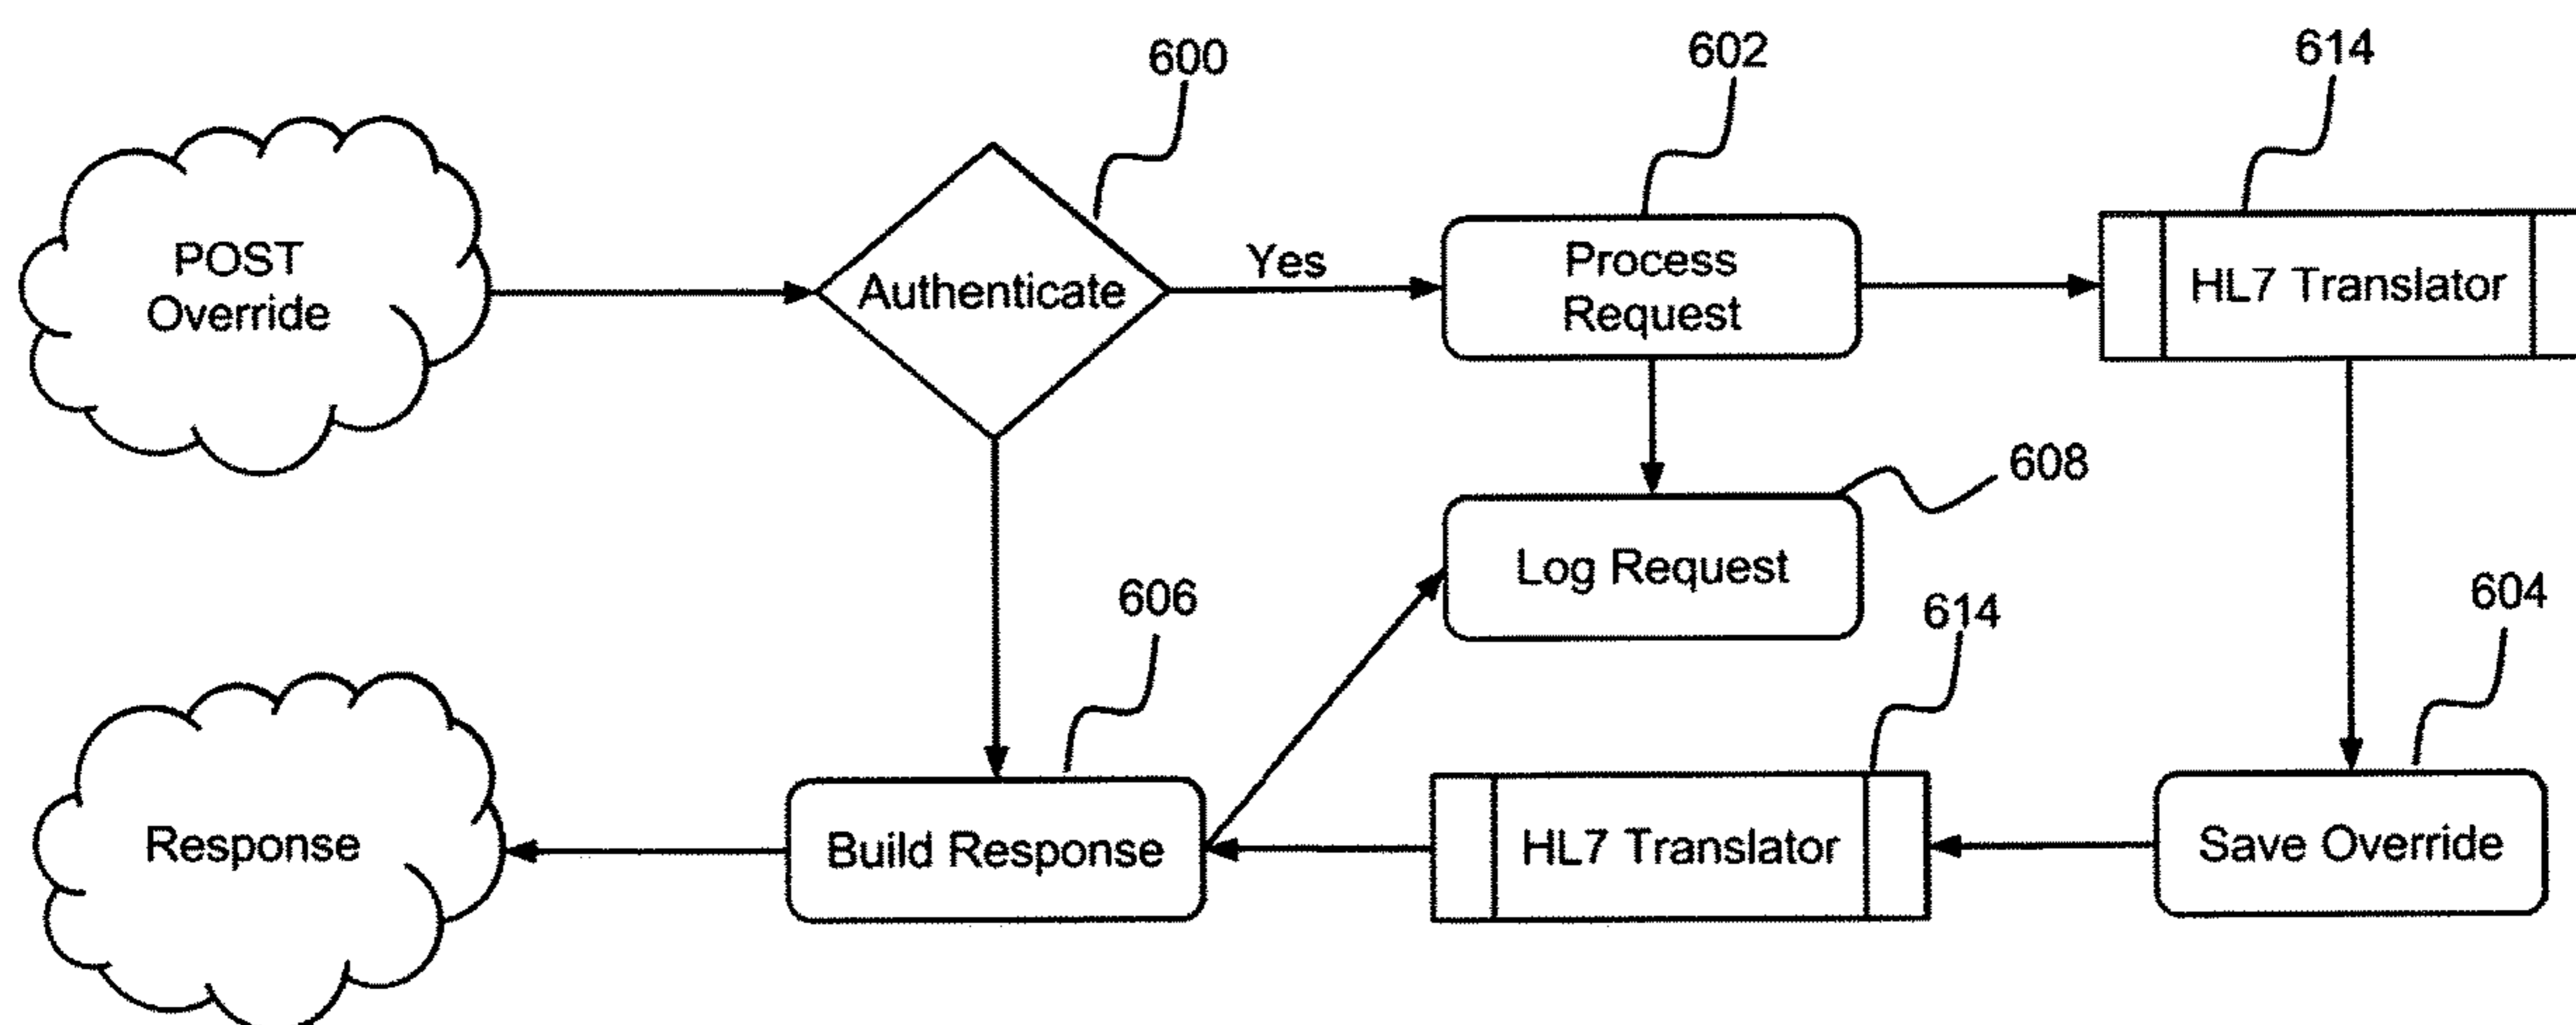 600
602
614
POST
Override
Authenticate
Yes
Process
Request
HL7 Translator
608
Log Request
606
614
604
Response
Build Response
HL7 Translator
Save Override